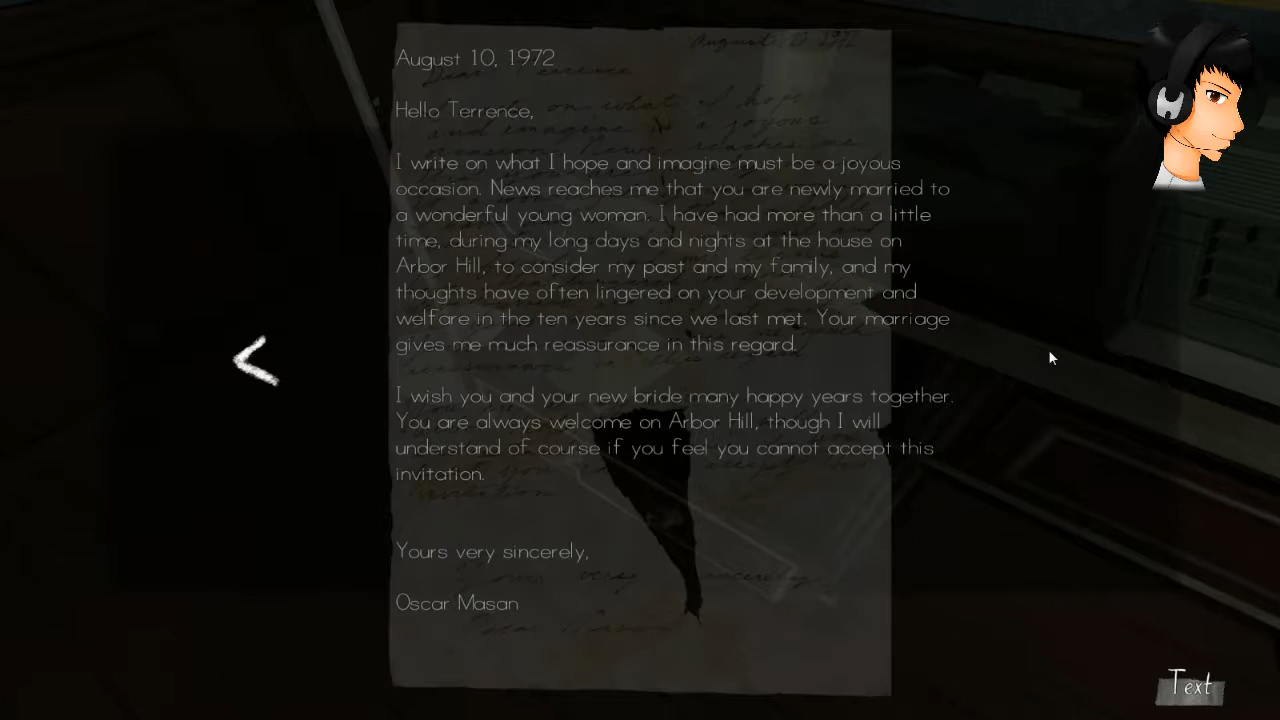 August 10, 1972
Hello Terrence,
I write on what I hope and imagine must be a joyous
occasion. News reaches me that you are newly married to
a wonderful young woman. I have had more than a little
time, during my long days and nights at the house on
Arbor Hill, to consider my past and my family, and my
thoughts have often lingered on your development and
welfare in the ten years since we last met. Your marriage
gives me much reassurance in this regard.
I wish you and your new bride many happy years together.
You are always welcome on Arbor Hill, though I will
understand of course if you feel you cannot accept this
invitation.
Yours very sincerely,
Oscar Masan
Text